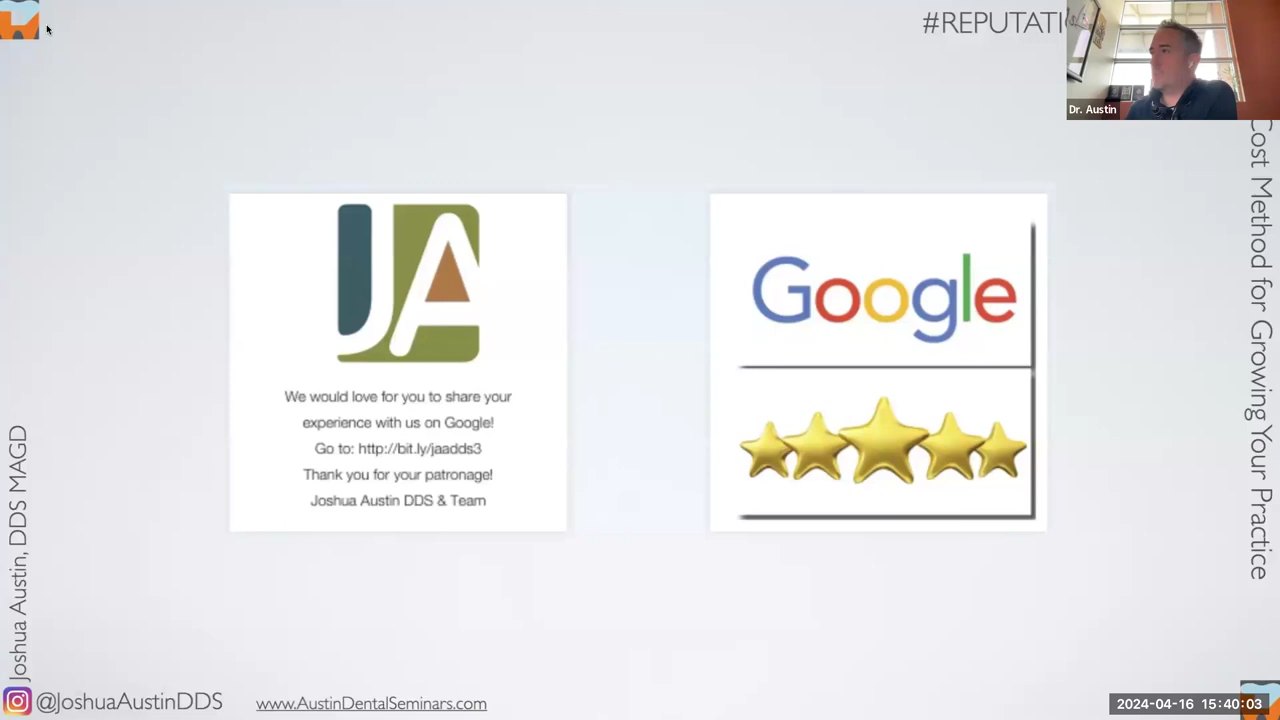 #REPUTATI
Dr. Austin
Cost Method for Growing Your Practice
JA
We would love for you to share your
experience with us on Google!
Go to: http://bit.ly/jaadds3
Thank you for your patronage!
Joshua Austin DDS & Team
Google
Joshua Austin, DDS MAGD
@JoshuaAustinDDS
www.AustinDentalSeminars.com
2024-04-16 15:40:03